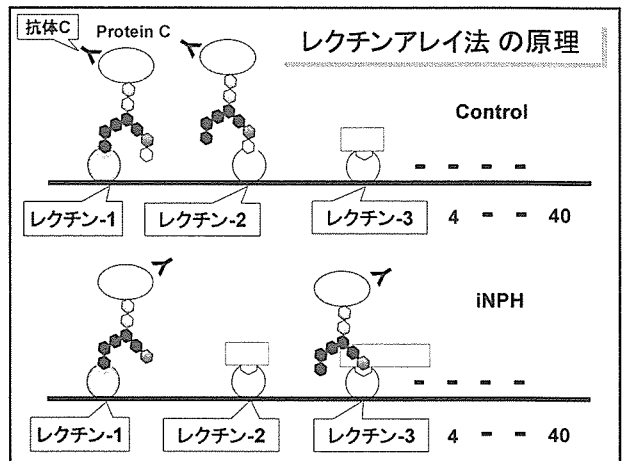 抗体C
Protein C
レクチンアレイ法 の原理
Control
レクチン-1 レクチン-2 レクチン-3 4 - - 40
iNPH
レクチン-1 レクチン-2 レクチン-3 4 - - 40